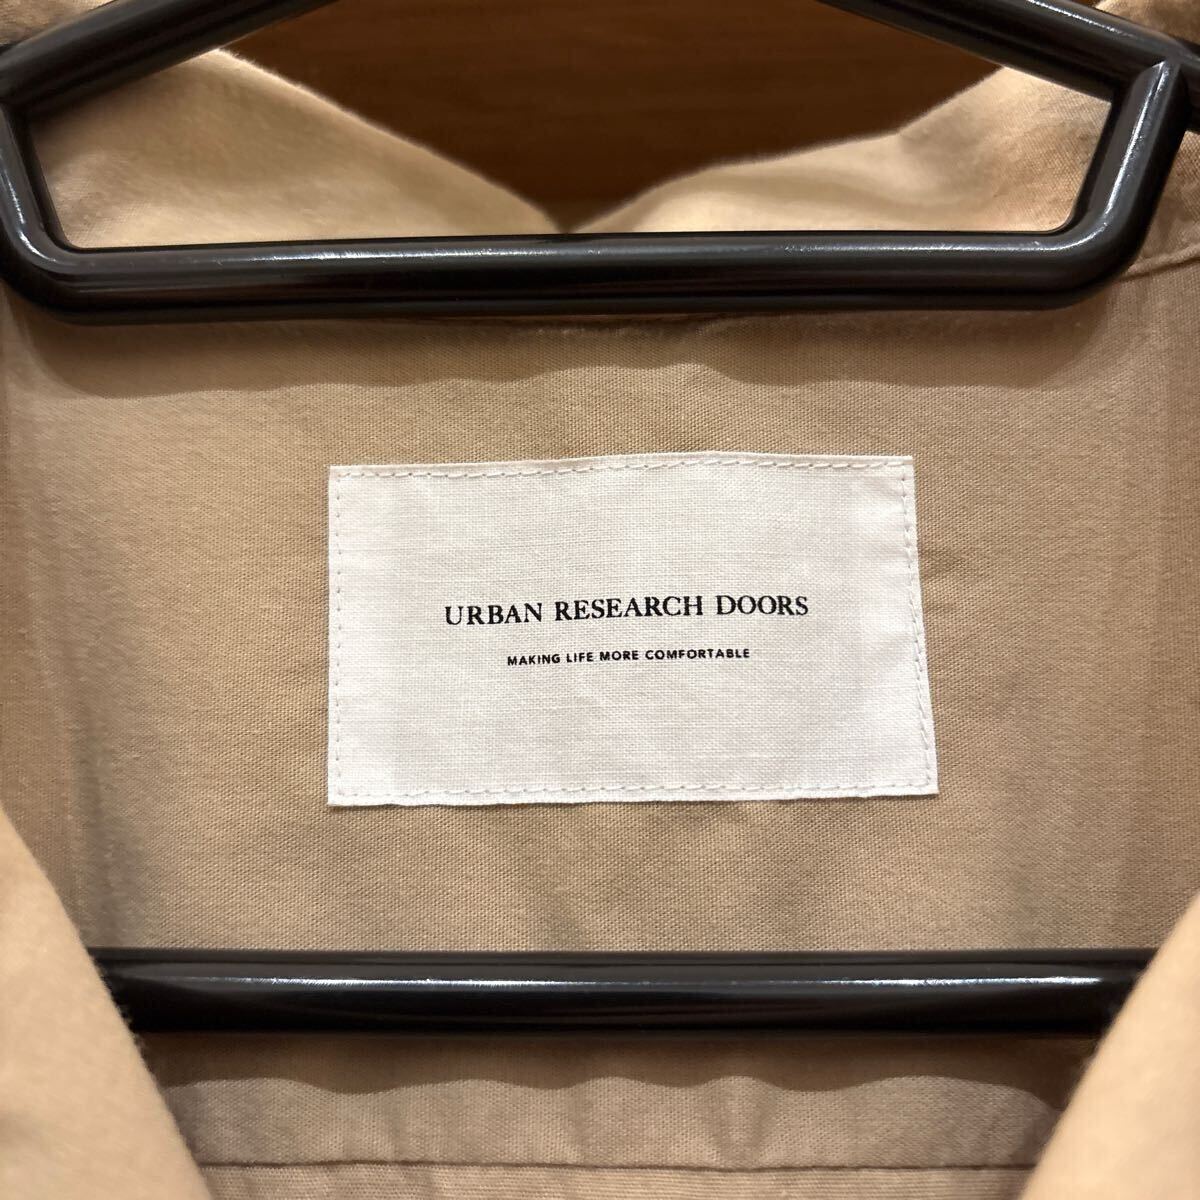 URBAN RESEARCH DOORS
MAKING LIFE MORE COMFORTABLE